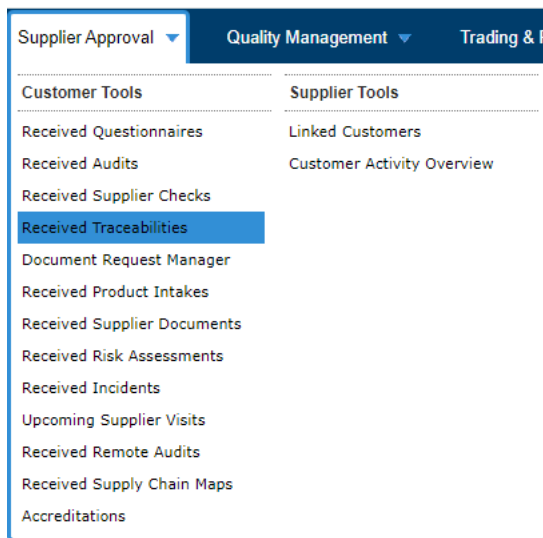 Supplier Approval
Quality Management
Trading &
Customer Tools
Received Questionnaires
Received Audits
Received Supplier Checks
Received Traceabilities
Document Request Manager
Received Product Intakes
Received Supplier Documents
Received Risk Assessments
Received Incidents
Upcoming Supplier Visits
Received Remote Audits
Received Supply Chain Maps
Accreditations
Supplier Tools
Linked Customers
Customer Activity Overview